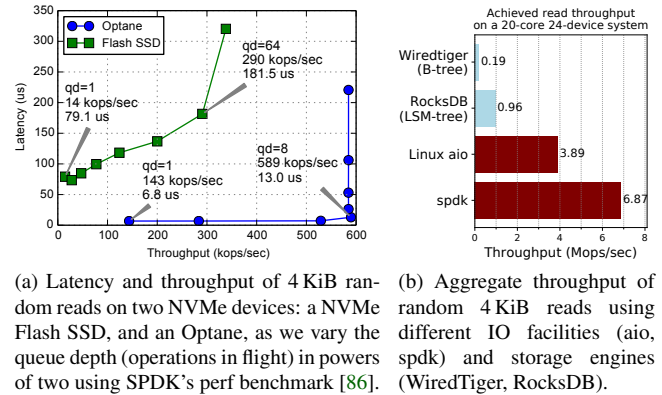 350
300
250
200
150
100
50
0
Latency (us)
Optane
Flash SSD
qd=1
14 kops/sec
79.1 us
qd=64
290 kops/sec
181.5 us
qd=1
143 kops/sec
6.8 us
qd=8
589 kops/sec
13.0 us
0 100 200 300 400 500 600
Throughput (kops/sec)
(a) Latency and throughput of 4 KiB ran-
dom reads on two NVMe devices: a NVMe
Flash SSD, and an Optane, as we vary the
queue depth (operations in flight) in powers
of two using SPDK's perf benchmark [86].
Achieved read throughput
on a 20-core 24-device system
Wiredtiger
(B-tree)
0.19
RocksDB
(LSM-tree)
0.96
Linux aio
3.89
spdk
6.87
0 2 4 6 8
Throughput (Mops/sec)
(b) Aggregate throughput of
random 4 KiB reads using
different IO facilities (aio,
spdk) and storage engines
(WiredTiger, RocksDB).